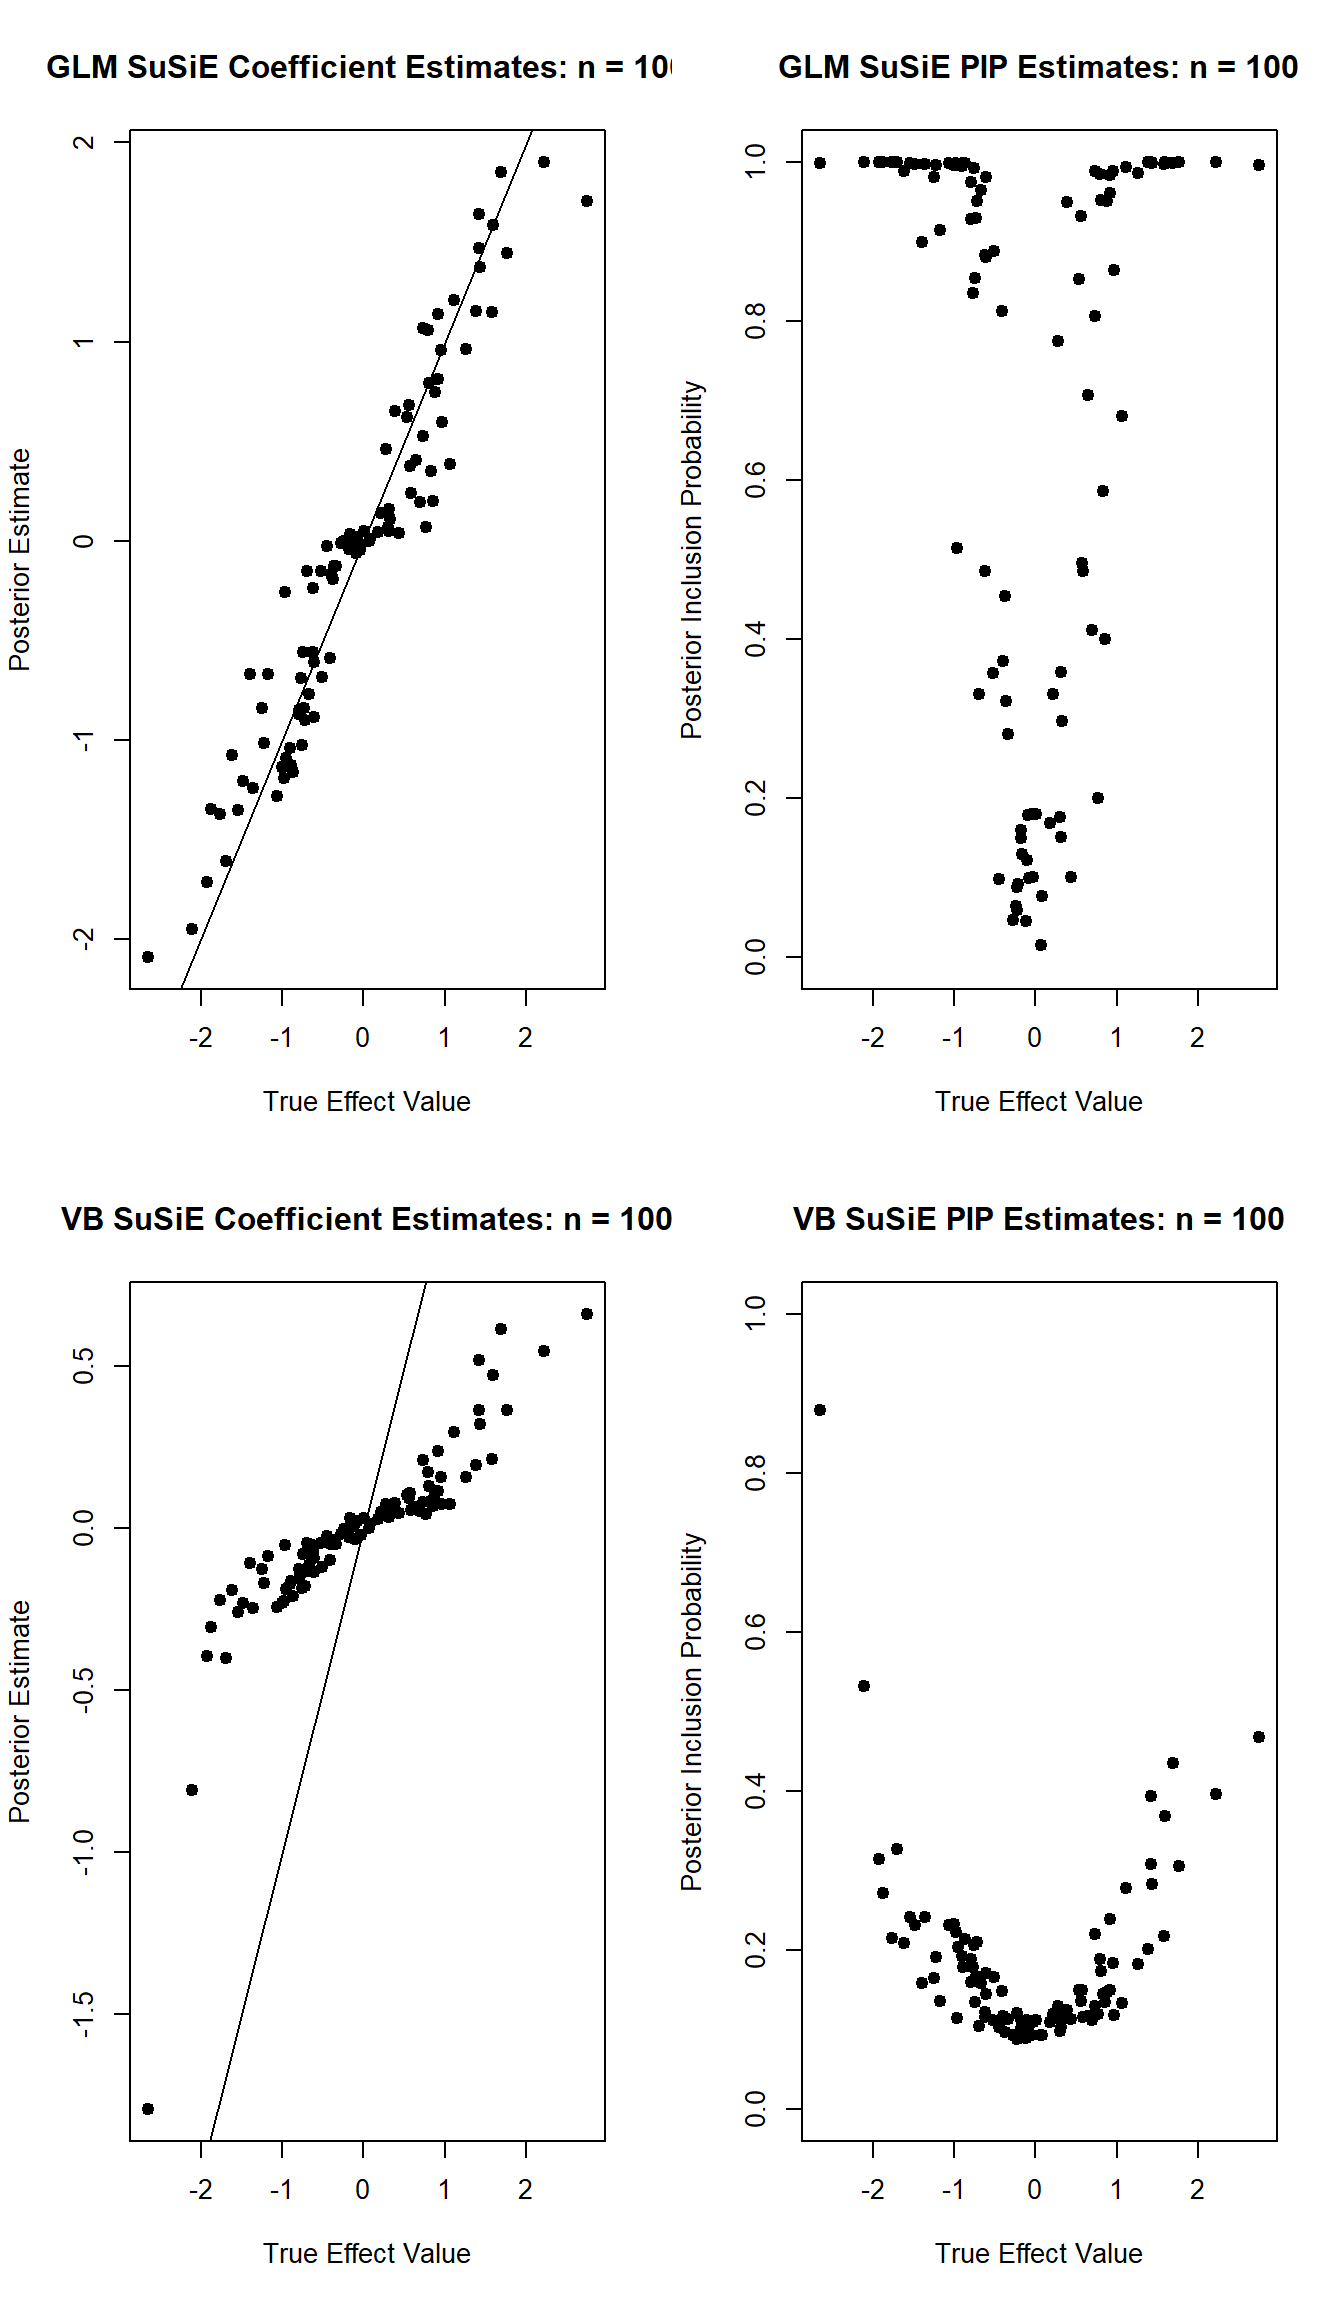 GLM SuSiE Coefficient Estimates: n = 10
GLM SuSiE PIP Estimates: n = 100
Posterior Estimate
2
1
0
-1
-2
-2 -1 0 1 2
True Effect Value
Posterior Inclusion Probability
1.0
0.8
0.6
0.4
0.2
0.0
-2 -1 0 1 2
True Effect Value
VB SuSiE Coefficient Estimates: n = 100
VB SuSiE PIP Estimates: n = 100
Posterior Estimate
0.5
0.0
-0.5
-1.0
-1.5
-2 -1 0 1 2
True Effect Value
Posterior Inclusion Probability
1.0
0.8
0.6
0.4
0.2
0.0
-2 -1 0 1 2
True Effect Value